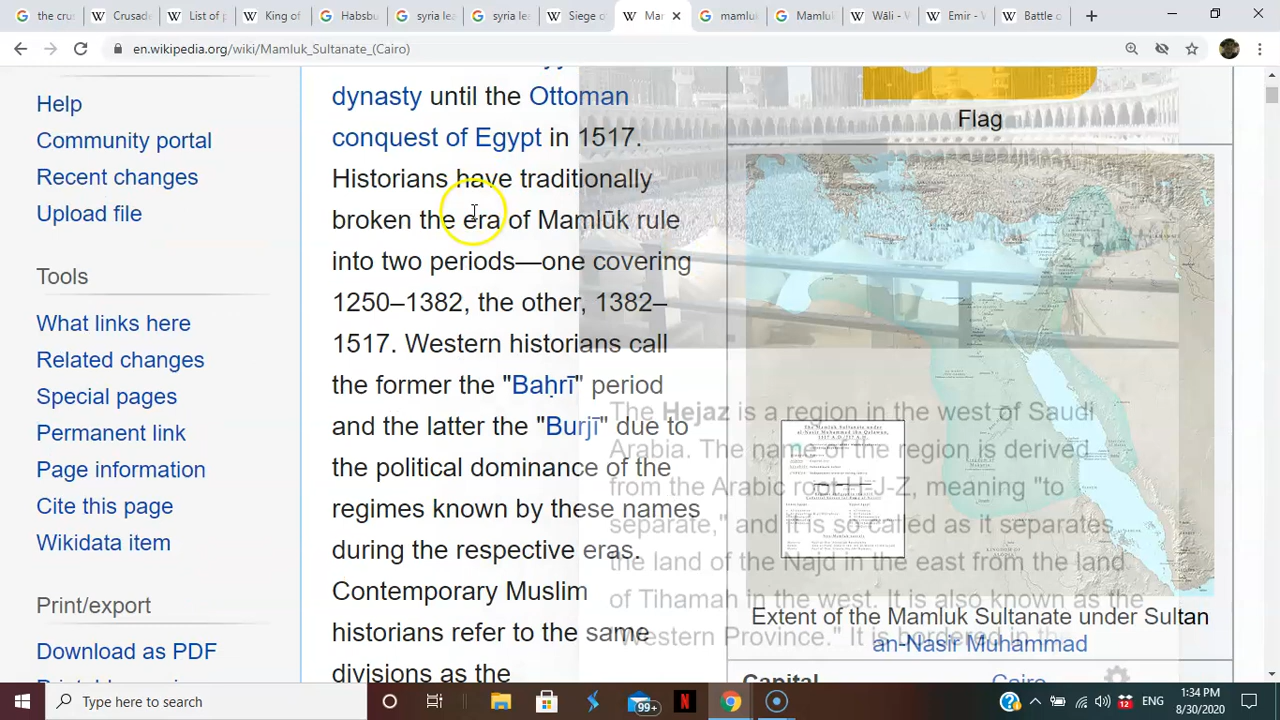 the crus
Crusade
List of p
King of
Habsbu
syria lea
syria lea
Siege o
Mar
mamluk
Mamluk
Wāli - W
Emir - W
Battle o
en.wikipedia.org/wiki/Mamluk_Sultanate_(Cairo)
Help
Community portal
Recent changes
Upload file
Tools
What links here
Related changes
Special pages
Permanent link
Page information
Cite this page
Wikidata item
Print/export
Download as PDF
dynasty until the Ottoman
conquest of Egypt in 1517.
Historians have traditionally
broken the era of Mamlūk rule
into two periods—one covering
1250–1382, the other, 1382–
1517. Western historians call
the former the "Baḥrī" period
and the latter the "Burjī" due to
the political dominance of the
regimes known by these names
during the respective eras.
Contemporary Muslim
historians refer to the same
divisions as the
The Hejaz is a region in the west of Saudi
Arabia. The name of the region is derived
from the Arabic root H-J-Z, meaning "to
separate," and it is so called as it separates
the land of the Najd in the east from the land
of Tihamah in the west. It is also known as the
"Western Province." It is bordered in the
Flag
Extent of the Mamluk Sultanate under Sultan
an-Nasir Muhammad
Capital
Cairo
Type here to search
99+
N
12
ENG
1:34 PM
8/30/2020